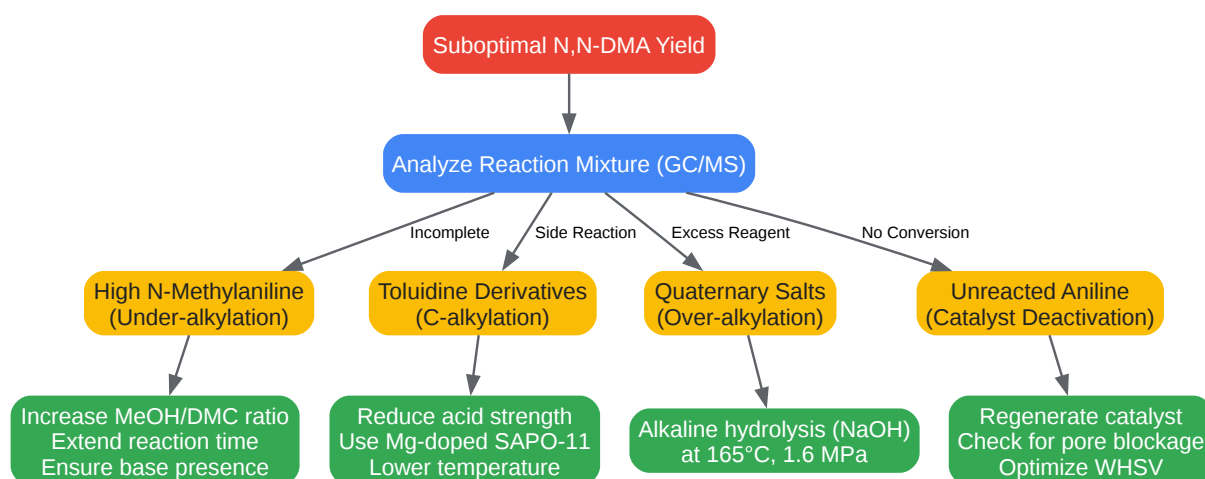 Suboptimal N,N-DMA Yield
Analyze Reaction Mixture (GC/MS)
Incomplete
Side Reaction
Excess Reagent
No Conversion
High N-Methylaniline
(Under-alkylation)
Toluidine Derivatives
(C-alkylation)
Quaternary Salts
(Over-alkylation)
Unreacted Aniline
(Catalyst Deactivation)
Increase MeOH/DMC ratio
Extend reaction time
Ensure base presence
Reduce acid strength
Use Mg-doped SAPO-11
Lower temperature
Alkaline hydrolysis (NaOH)
at 165°C, 1.6 MPa
Regenerate catalyst
Check for pore blockage
Optimize WHSV